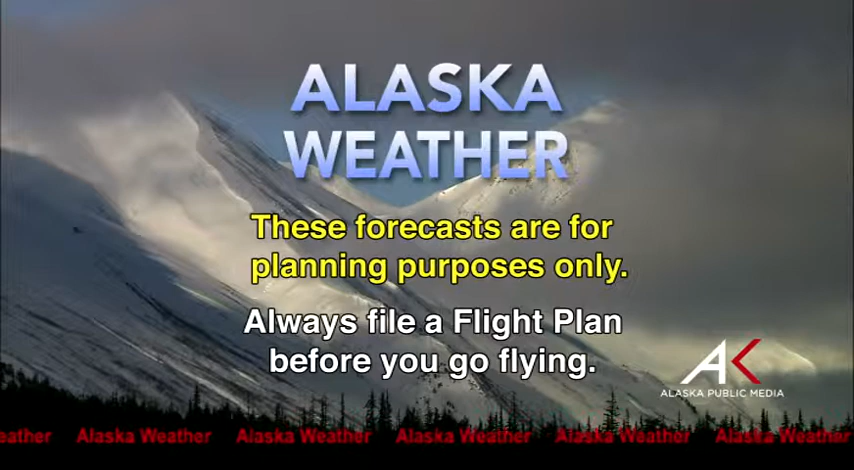 ALASKA
WEATHER
These forecasts are for
planning purposes only.
Always file a Flight Plan
before you go flying.
AK
ALASKA PUBLIC MEDIA
eather Alaska Weather Alaska Weather Alaska Weather Alaska Weather Alaska Weather